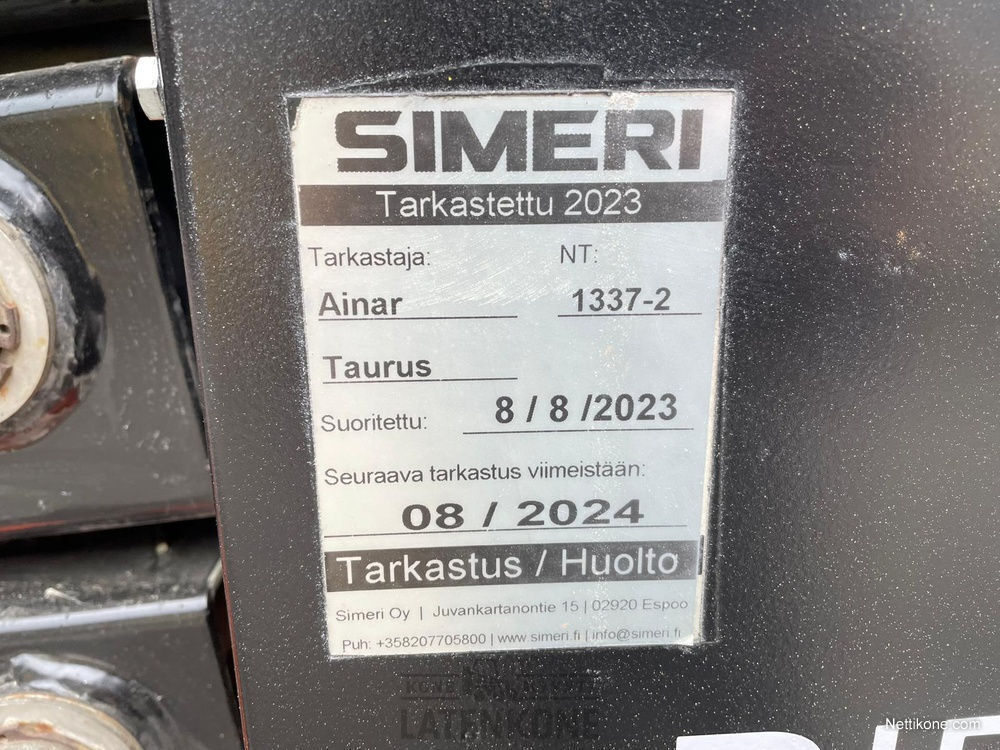 SIMERI
Tarkastettu 2023
Tarkastaja: NT:
Ainar 1337-2
Taurus
Suoritettu: 8 / 8 /2023
Seuraava tarkastus viimeistään:
08 / 2024
Tarkastus / Huolto
Simeri Oy | Juvankartanontie 15 | 02920 Espoo
Puh: +358207705800 | www.simeri.fi | info@simeri.fi
LATENKONE
Nettikone.com